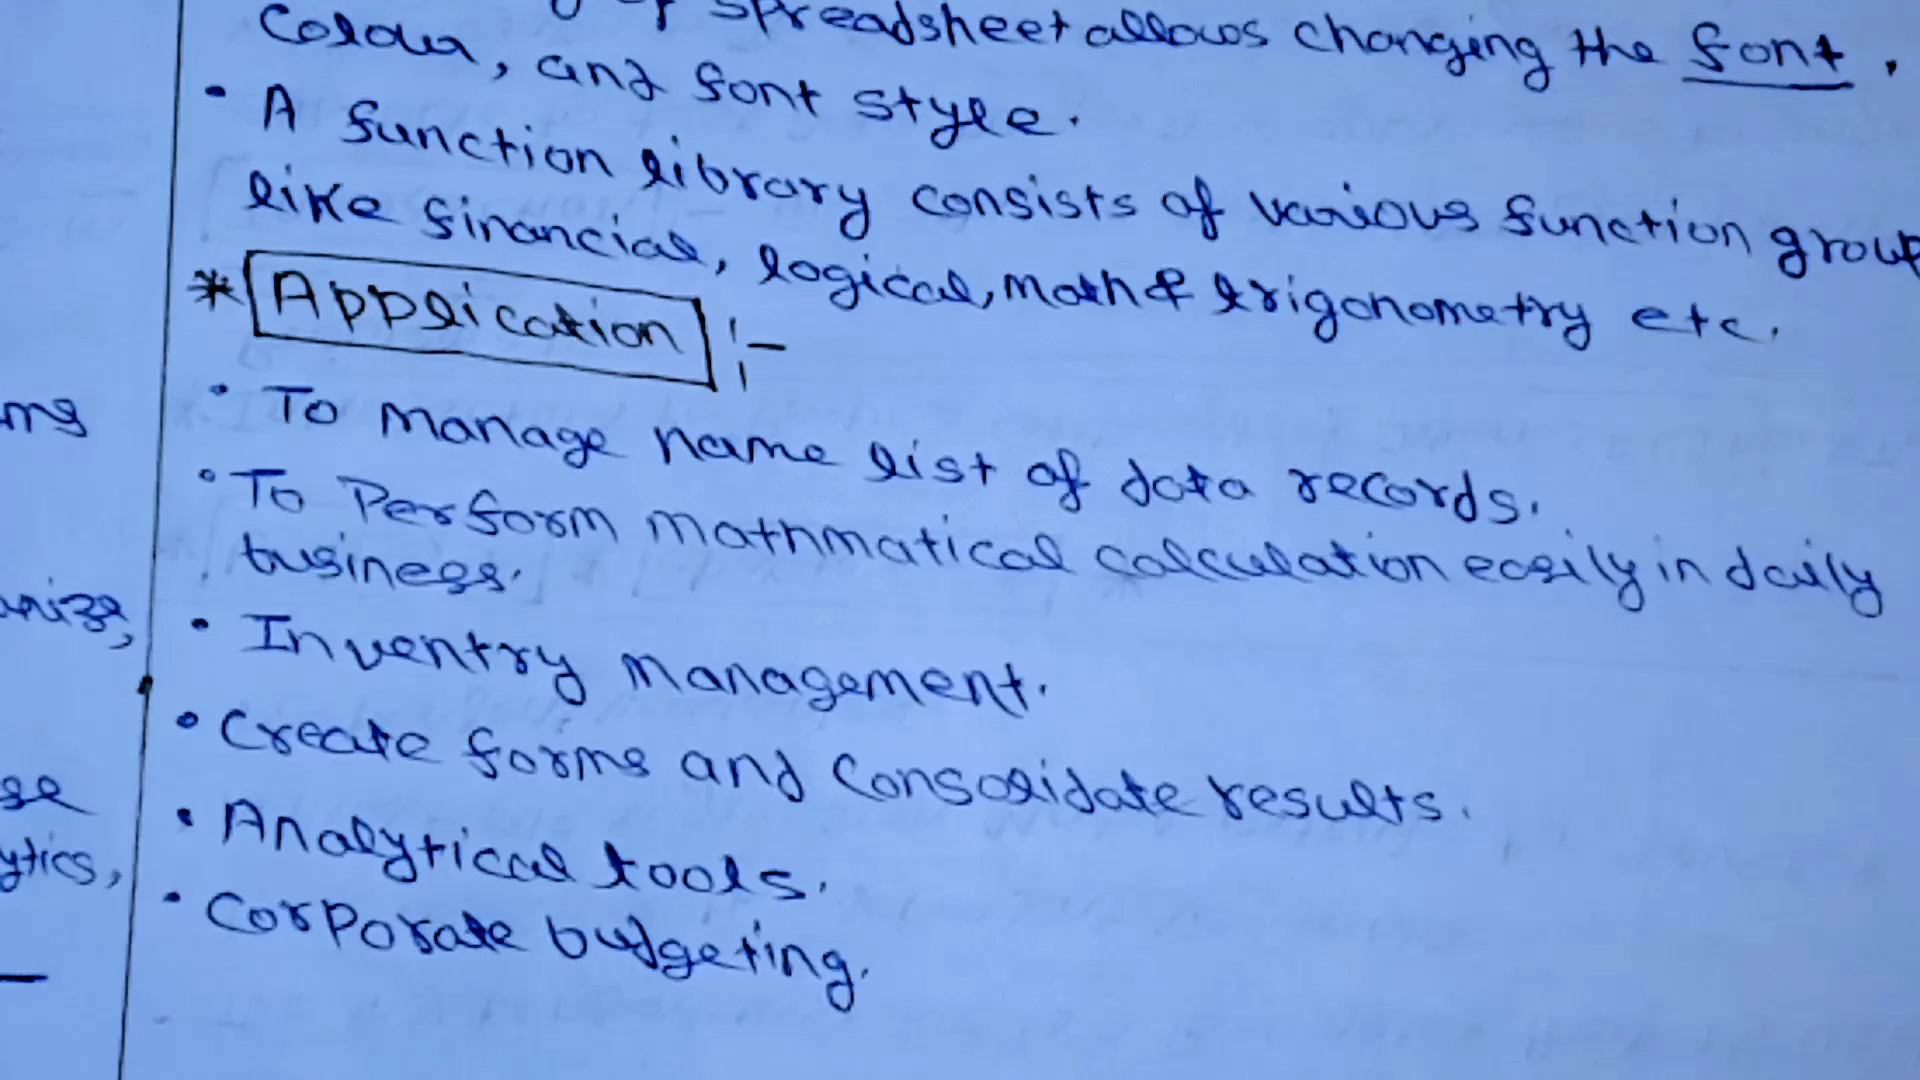 spreadsheet allows changing the font,
Colour, and font style.
• A function library consists of various function group
like financial, logical, math & trigonometry etc.
* Application :-
• To manage name list of data records.
• To Perform mathmatical calculation easily in daily
business.
• Inventry management.
• Create forms and Consolidate results.
• Analytical tools.
• Corporate budgeting.
ytics,